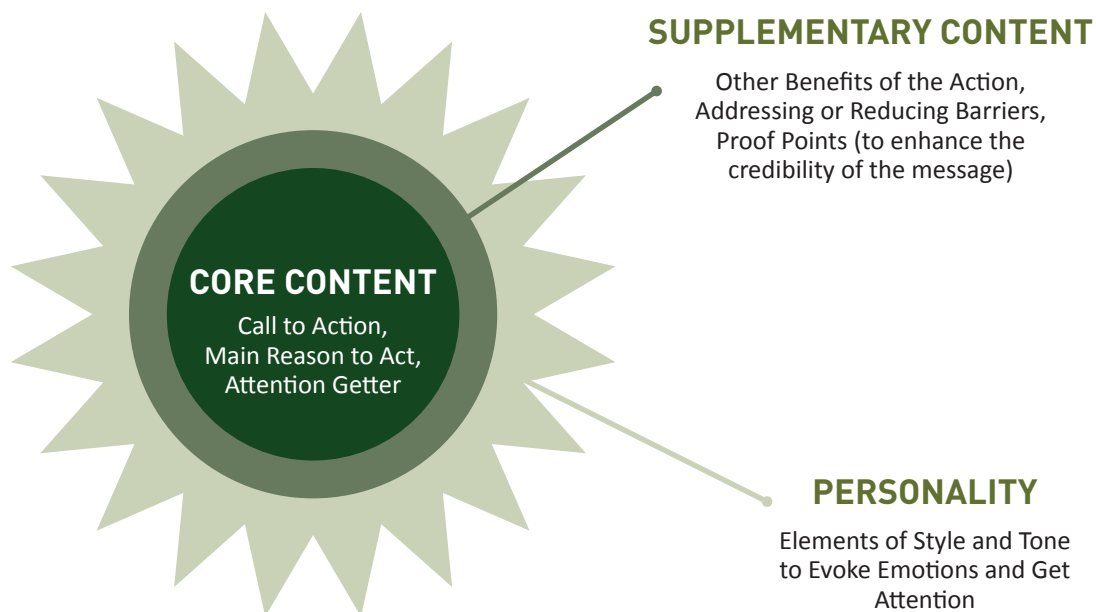 SUPPLEMENTARY CONTENT
Other Benefits of the Action,
Addressing or Reducing Barriers,
Proof Points (to enhance the
credibility of the message)
CORE CONTENT
Call to Action,
Main Reason to Act,
Attention Getter
PERSONALITY
Elements of Style and Tone
to Evoke Emotions and Get
Attention